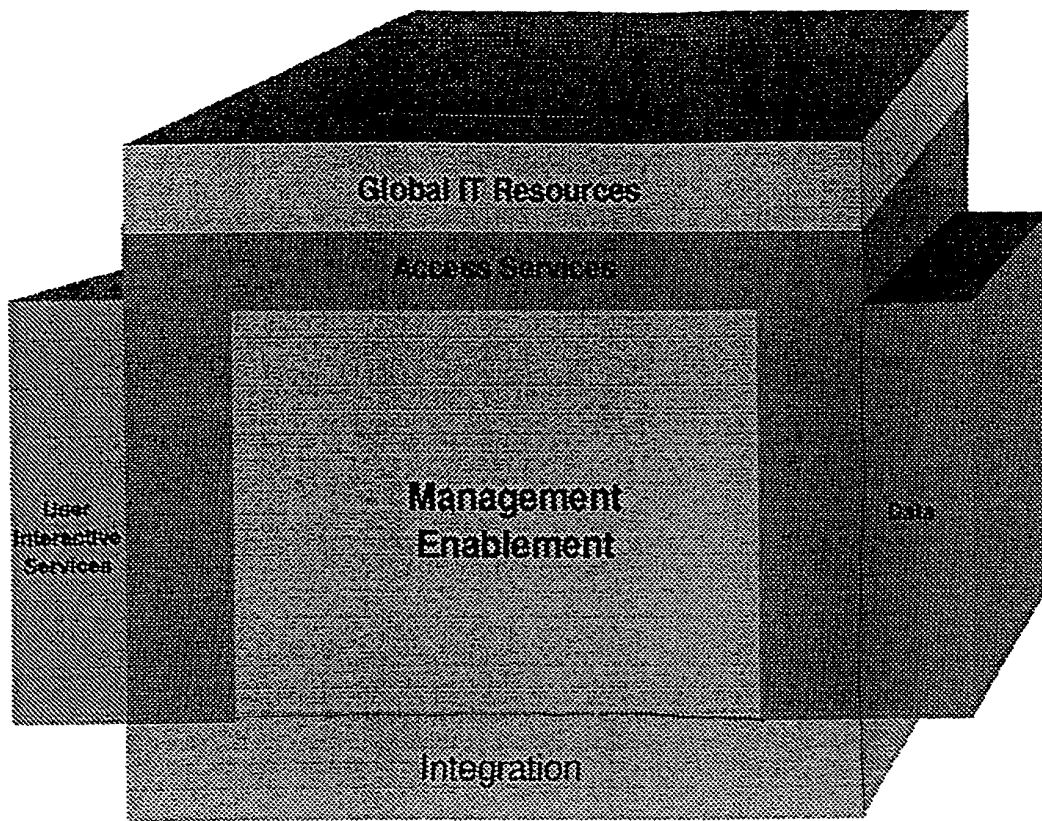 Global IT Resources
Access Services
Management
Enablement
User
Interactive
Services
Data
Integration